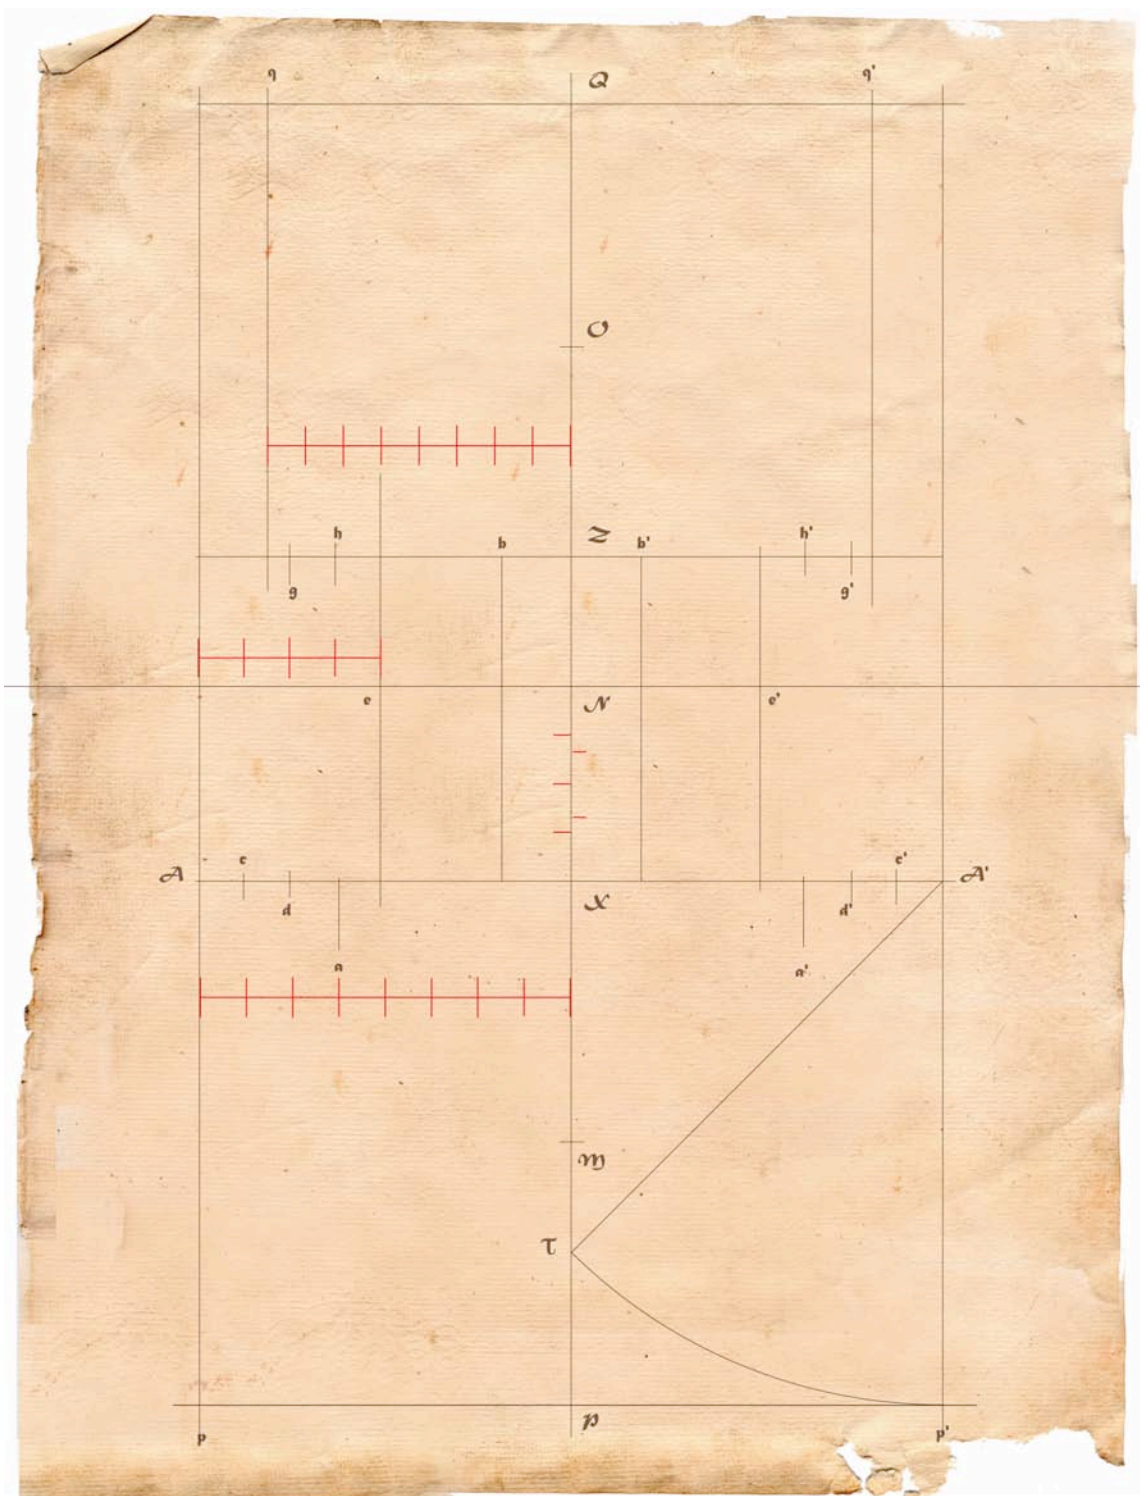 q Q q'
O
h b Z b' h'
g g'
e N e'
A c c' A'
d X d'
a a'
M
T
p P p'